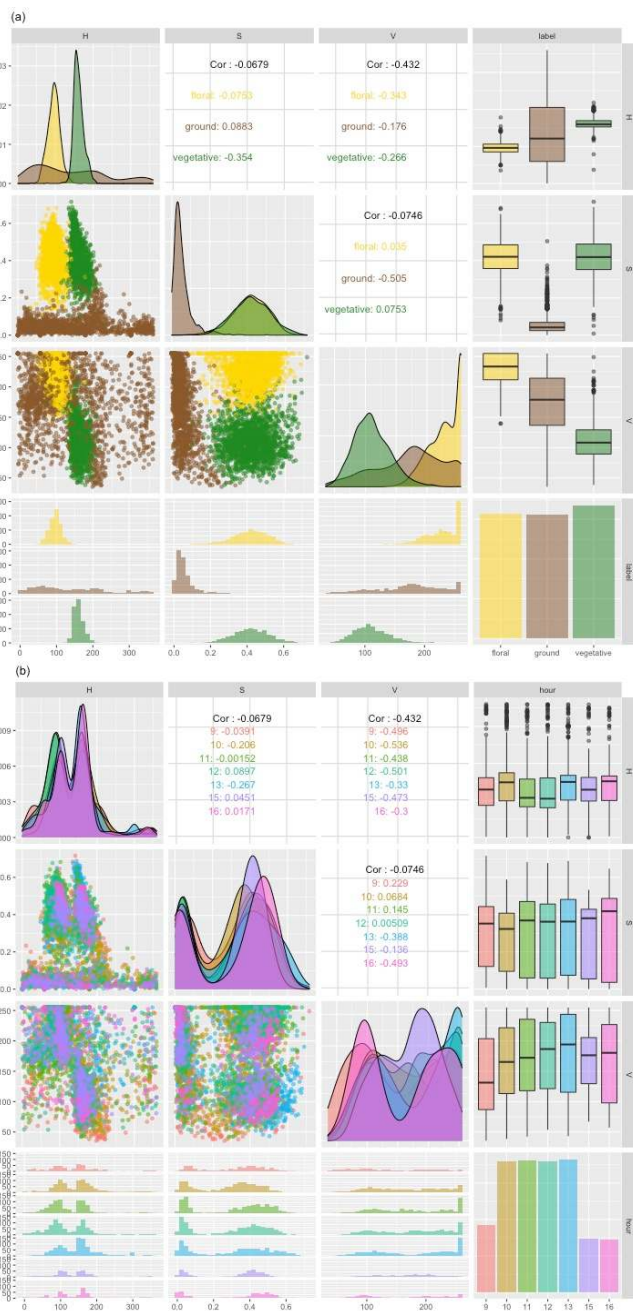 (a)
H
S
V
label
Cor : -0.0679
Cor : -0.432
floral: -0.0753
floral: -0.343
ground: 0.0883
ground: -0.176
vegetative: -0.354
vegetative: -0.266
H
Cor : -0.0746
floral: 0.035
ground: -0.505
vegetative: 0.0753
S
V
label
0
100
200
300
0.0
0.2
0.4
0.6
100
200
floral
ground
vegetative
(b)
H
S
V
hour
Cor : -0.0679
Cor : -0.432
9: -0.0391
9: -0.496
10: -0.206
10: -0.536
11: -0.00152
11: -0.438
12: 0.0897
12: -0.501
13: -0.267
13: -0.33
15: 0.0451
15: -0.473
16: 0.0171
16: -0.3
H
Cor : -0.0746
9: 0.229
10: 0.0684
11: 0.145
12: 0.00509
13: -0.388
15: -0.136
16: -0.493
S
250
200
150
100
50
V
hour
0
100
200
300
0.0
0.2
0.4
0.6
100
200
9
10
11
12
13
15
16